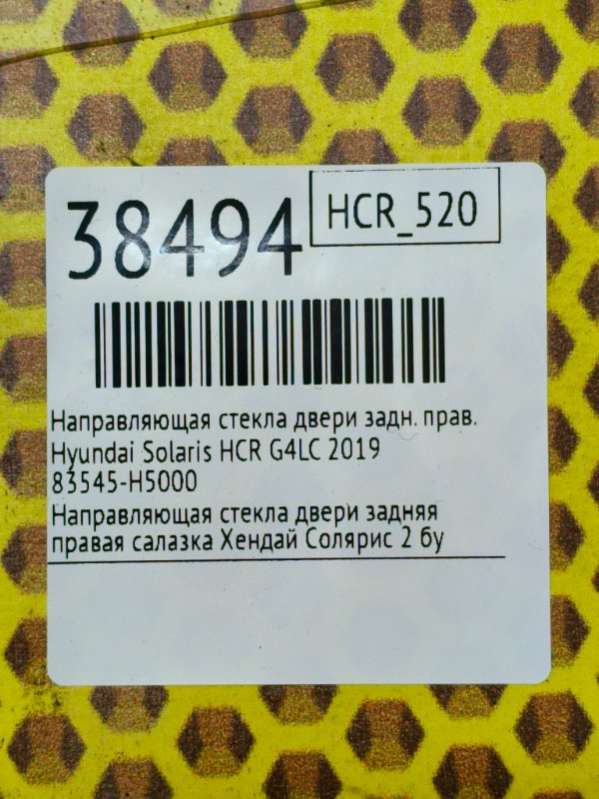 38494
HCR_520
Направляющая стекла двери задн. прав.
Hyundai Solaris HCR G4LC 2019
83545-H5000
Направляющая стекла двери задняя
правая салазка Хендай Солярис 2 бу